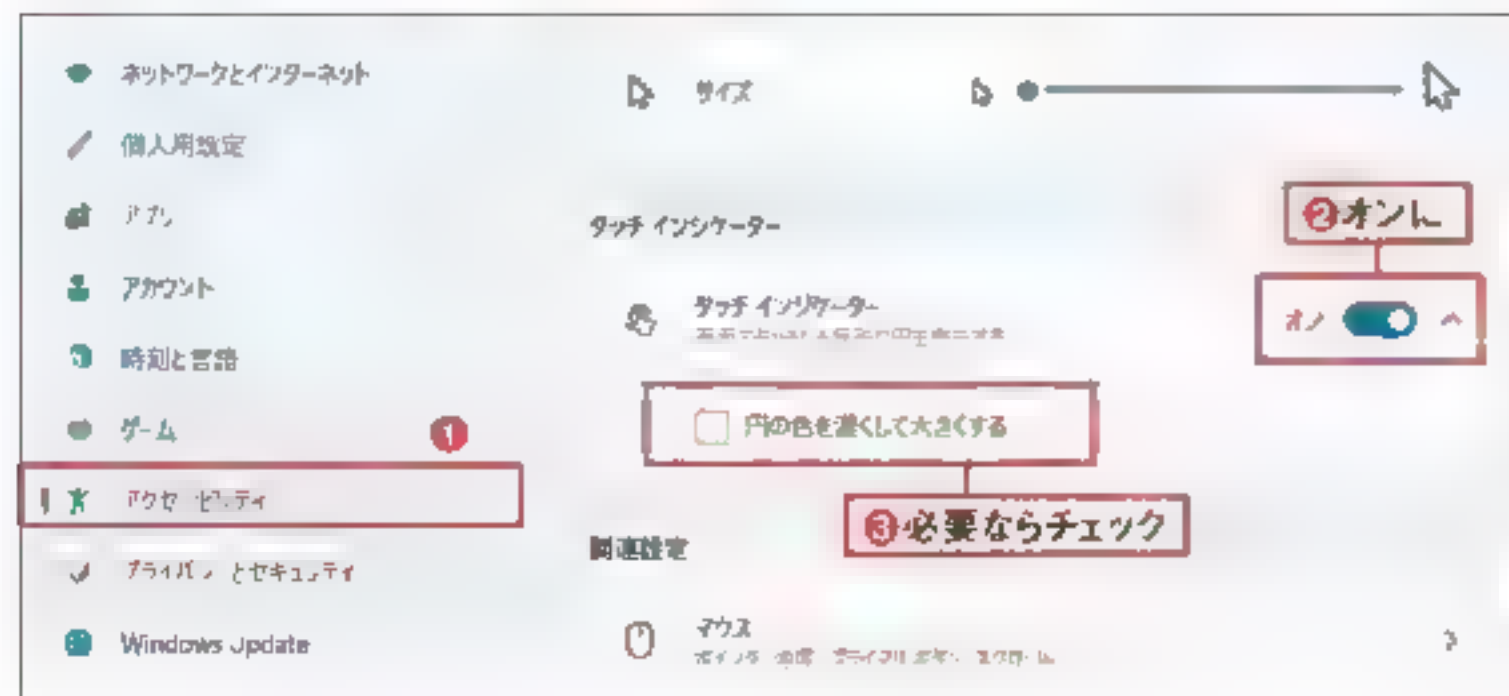 ネットワークとインターネット
個人用設定
アプリ
アカウント
時刻と言語
ゲーム
①
アクセシビリティ
プライバシーとセキュリティ
Windows Update
サイズ
タッチ インジケーター
②オンに
タッチ インジケーター
オン
円の色を濃くして大きくする
③必要ならチェック
関連設定
マウス